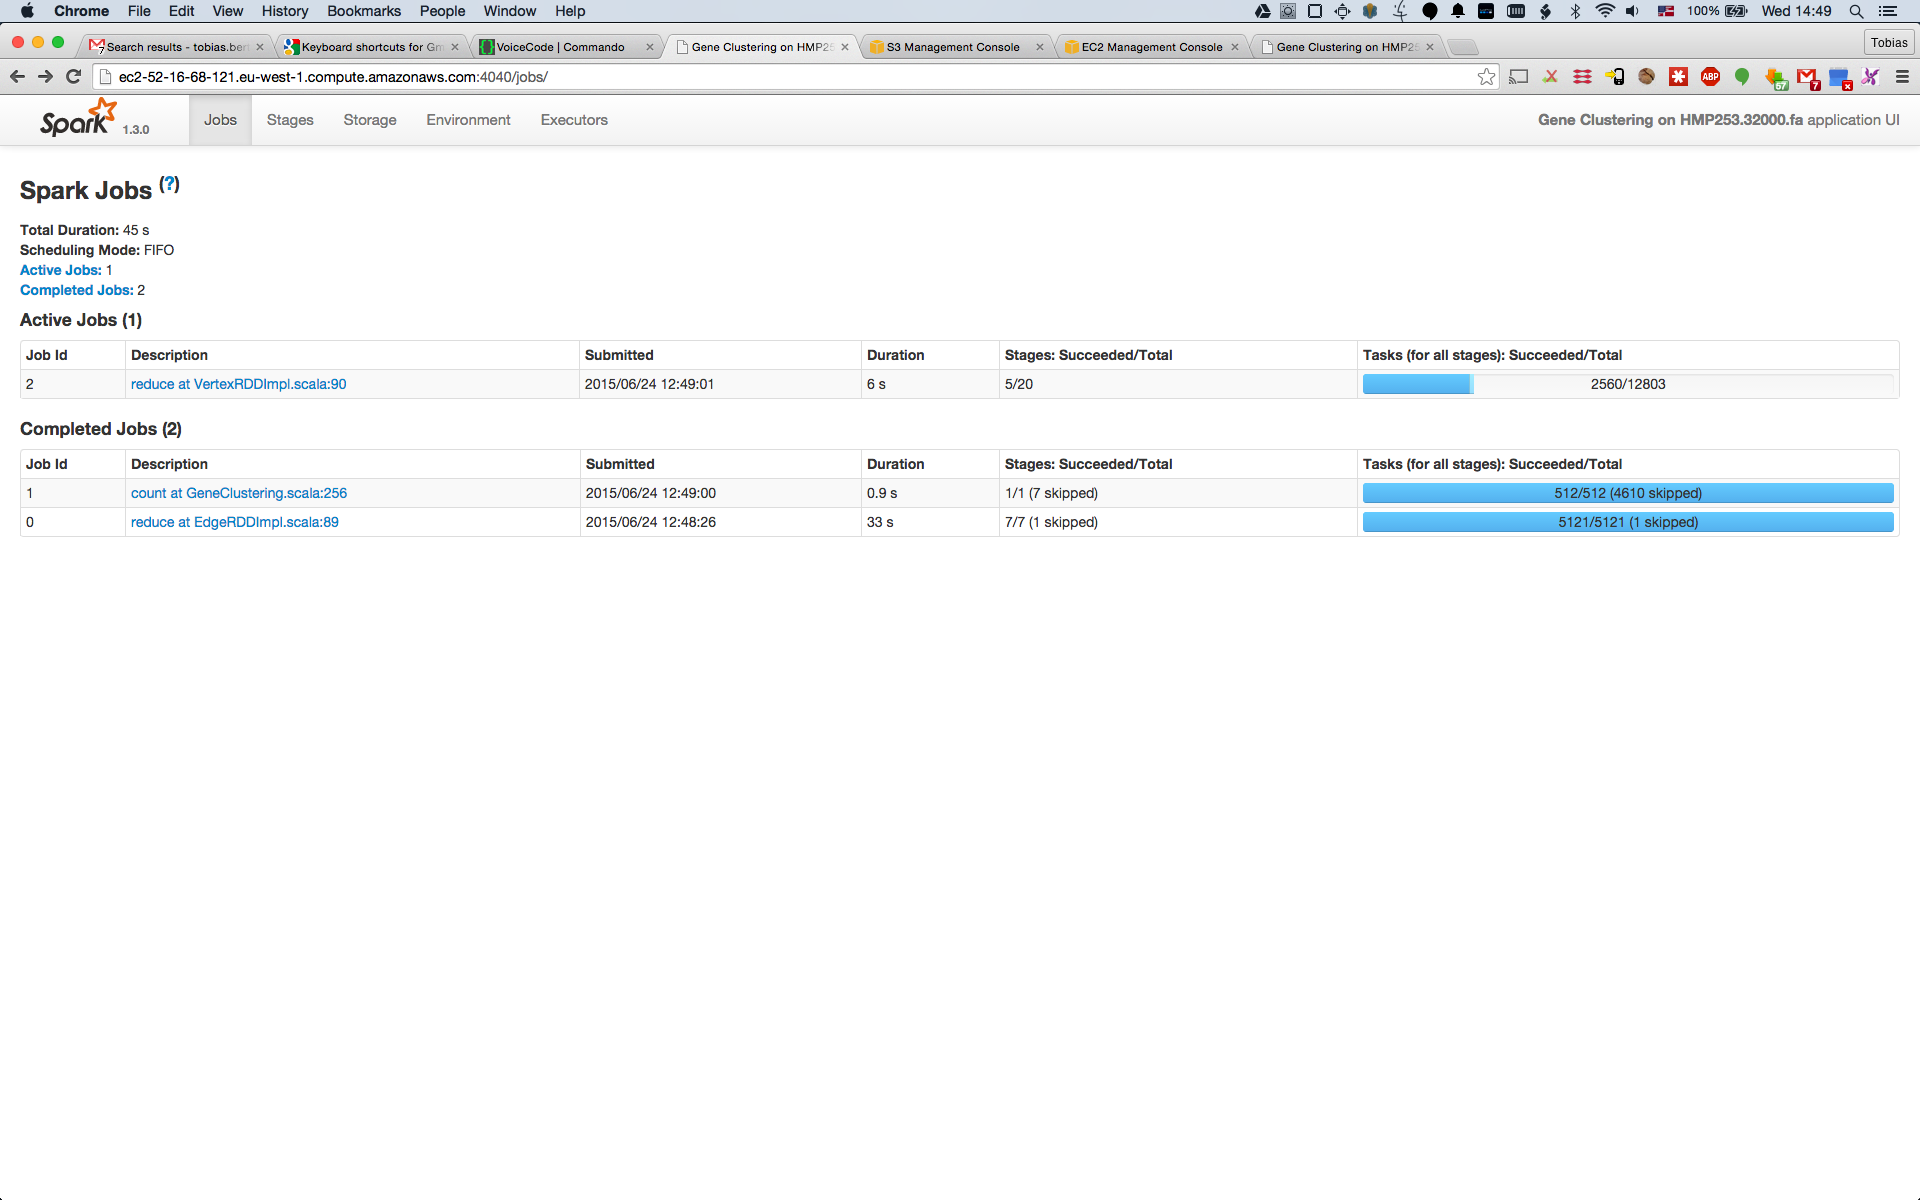 Chrome File Edit View History Bookmarks People Window Help 100% Wed 14:49
Search results - tobias.ber Keyboard shortcuts for Gm VoiceCode | Commando Gene Clustering on HMP25 S3 Management Console EC2 Management Console Gene Clustering on HMP25 Tobias
ec2-52-16-68-121.eu-west-1.compute.amazonaws.com:4040/jobs/ ABP 67 7 x
Spark 1.3.0 Jobs Stages Storage Environment Executors Gene Clustering on HMP253.32000.fa application UI
Spark Jobs (?)
Total Duration: 45 s
Scheduling Mode: FIFO
Active Jobs: 1
Completed Jobs: 2
Active Jobs (1)
Job Id Description Submitted Duration Stages: Succeeded/Total Tasks (for all stages): Succeeded/Total
2 reduce at VertexRDDImpl.scala:90 2015/06/24 12:49:01 6 s 5/20 2560/12803
Completed Jobs (2)
Job Id Description Submitted Duration Stages: Succeeded/Total Tasks (for all stages): Succeeded/Total
1 count at GeneClustering.scala:256 2015/06/24 12:49:00 0.9 s 1/1 (7 skipped) 512/512 (4610 skipped)
0 reduce at EdgeRDDImpl.scala:89 2015/06/24 12:48:26 33 s 7/7 (1 skipped) 5121/5121 (1 skipped)